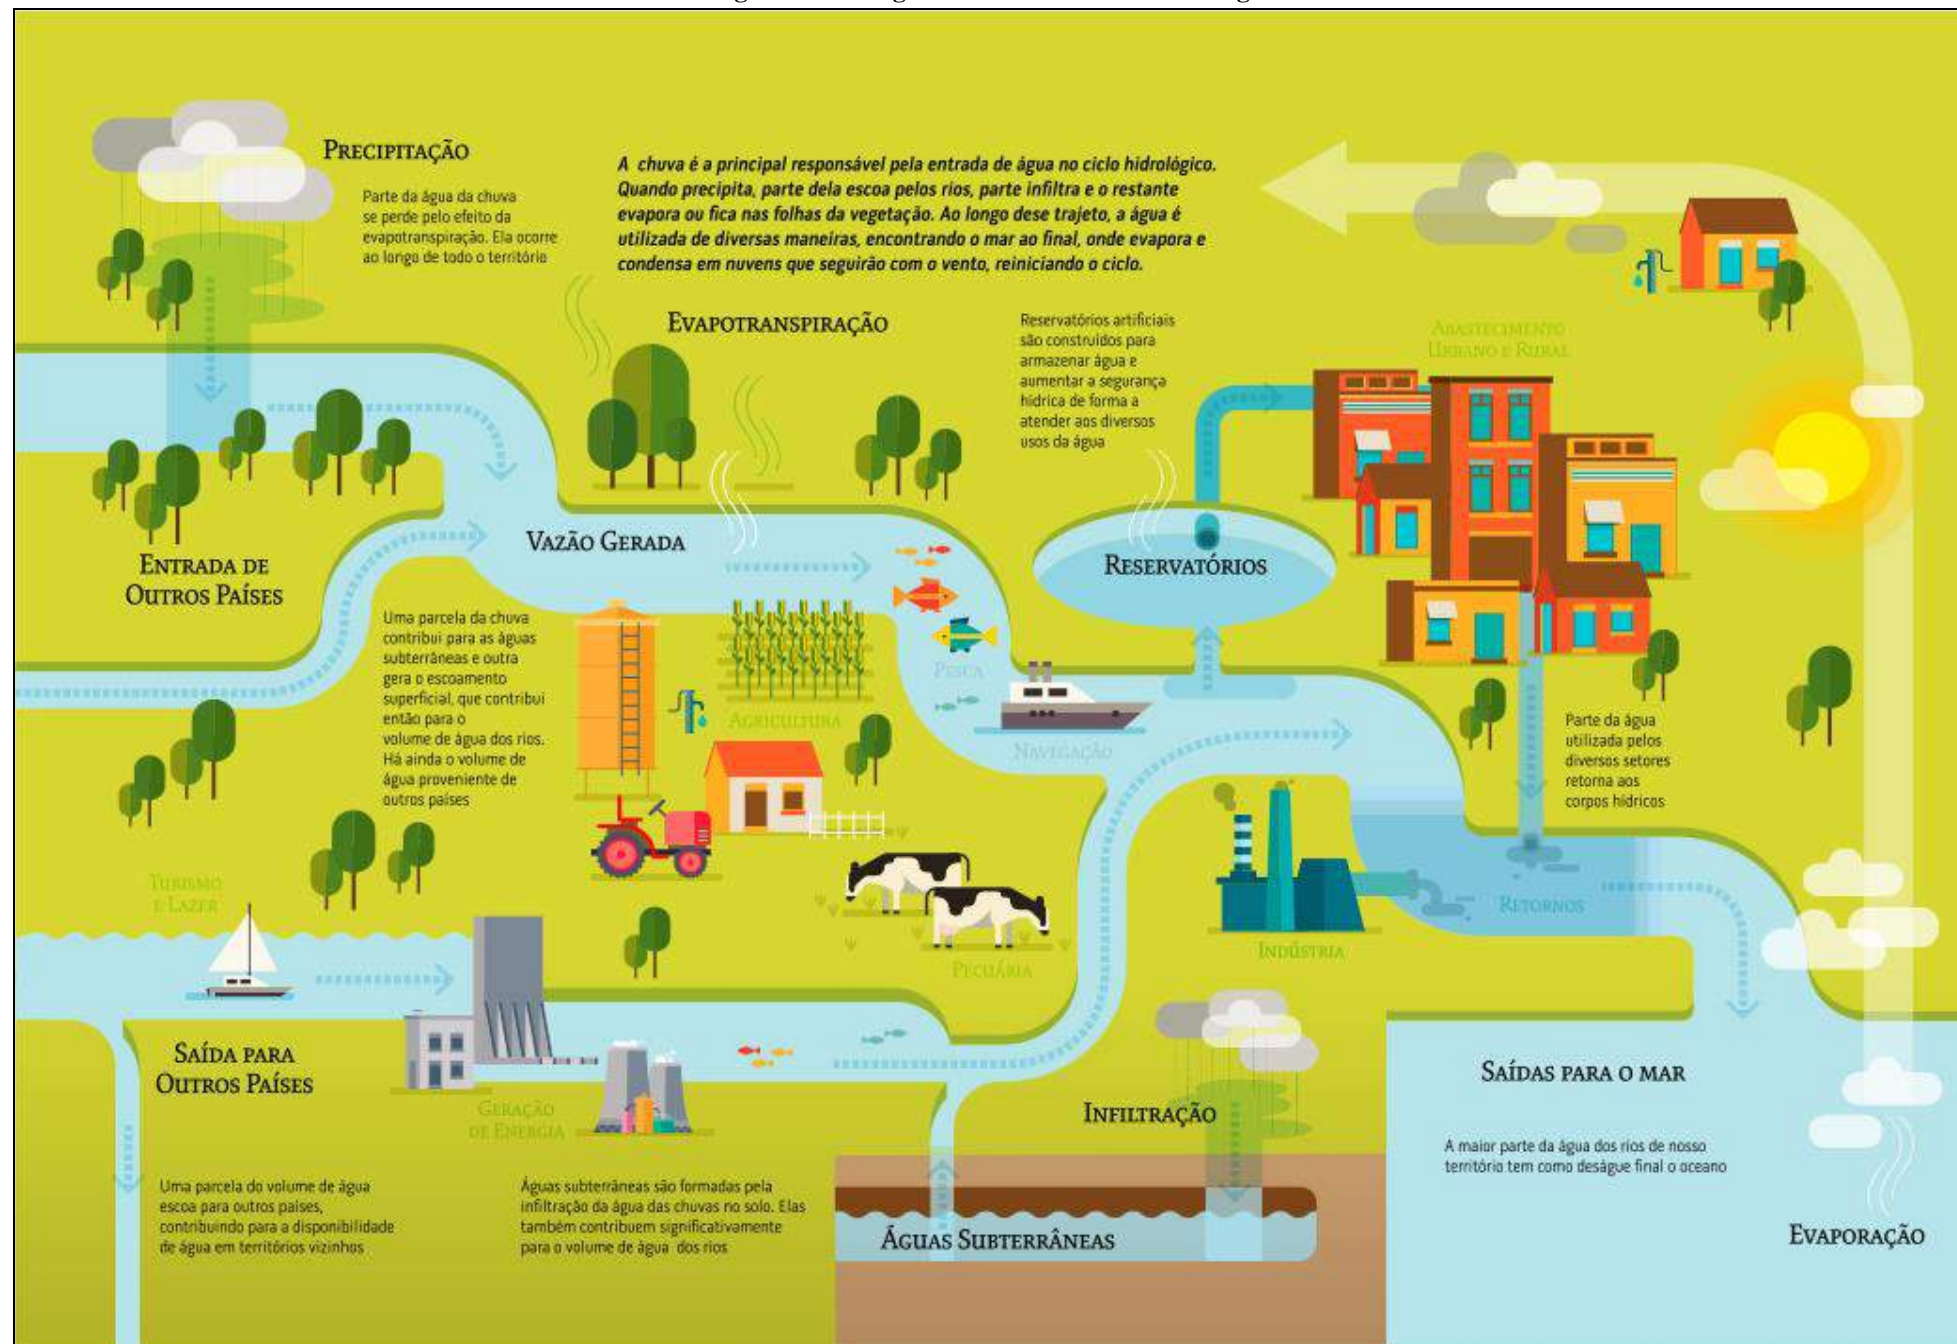 PRECIPITAÇÃO
Parte da água da chuva
se perde pelo efeito da
evapotranspiração. Ela ocorre
ao longo de todo o território
A chuva é a principal responsável pela entrada de água no ciclo hidrológico.
Quando precipita, parte dela escoa pelos rios, parte infiltra e o restante
evapora ou fica nas folhas da vegetação. Ao longo dese trajeto, a água é
utilizada de diversas maneiras, encontrando o mar ao final, onde evapora e
condensa em nuvens que seguirão com o vento, reiniciando o ciclo.
EVAPOTRANSPIRAÇÃO
Reservatórios artificiais
são construídos para
armazenar água e
aumentar a segurança
hídrica de forma a
atender aos diversos
usos da água
ABASTECIMENTO
URBANO E RURAL
VAZÃO GERADA
RESERVATÓRIOS
ENTRADA DE
OUTROS PAÍSES
Uma parcela da chuva
contribui para as águas
subterrâneas e outra
gera o escoamento
superficial, que contribui
então para o
volume de água dos rios.
Há ainda o volume de
água proveniente de
outros países
PESCA
AGRICULTURA
NAVEGAÇÃO
Parte da água
utilizada pelos
diversos setores
retorna aos
corpos hídricos
TURISMO
E LAZER
RETORNOS
PECUÁRIA
INDÚSTRIA
SAÍDA PARA
OUTROS PAÍSES
GERAÇÃO
DE ENERGIA
INFILTRAÇÃO
SAÍDAS PARA O MAR
A maior parte da água dos rios de nosso
território tem como deságue final o oceano
Uma parcela do volume de água
escoa para outros países,
contribuindo para a disponibilidade
de água em territórios vizinhos
Águas subterrâneas são formadas pela
infiltração da água das chuvas no solo. Elas
também contribuem significativamente
para o volume de água dos rios
ÁGUAS SUBTERRÂNEAS
EVAPORAÇÃO